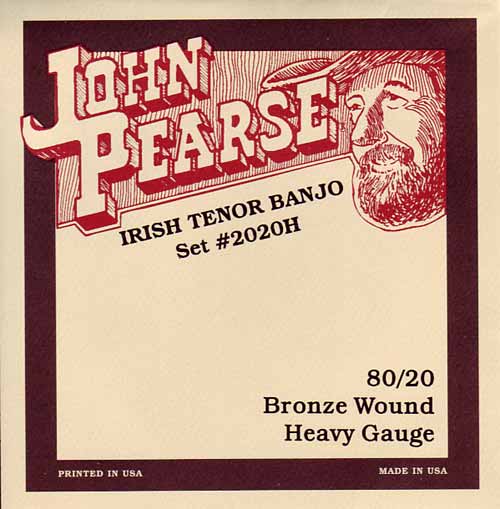 JOHN
PEARSE
IRISH TENOR BANJO
Set #2020H
80/20
Bronze Wound
Heavy Gauge
PRINTED IN USA
MADE IN USA